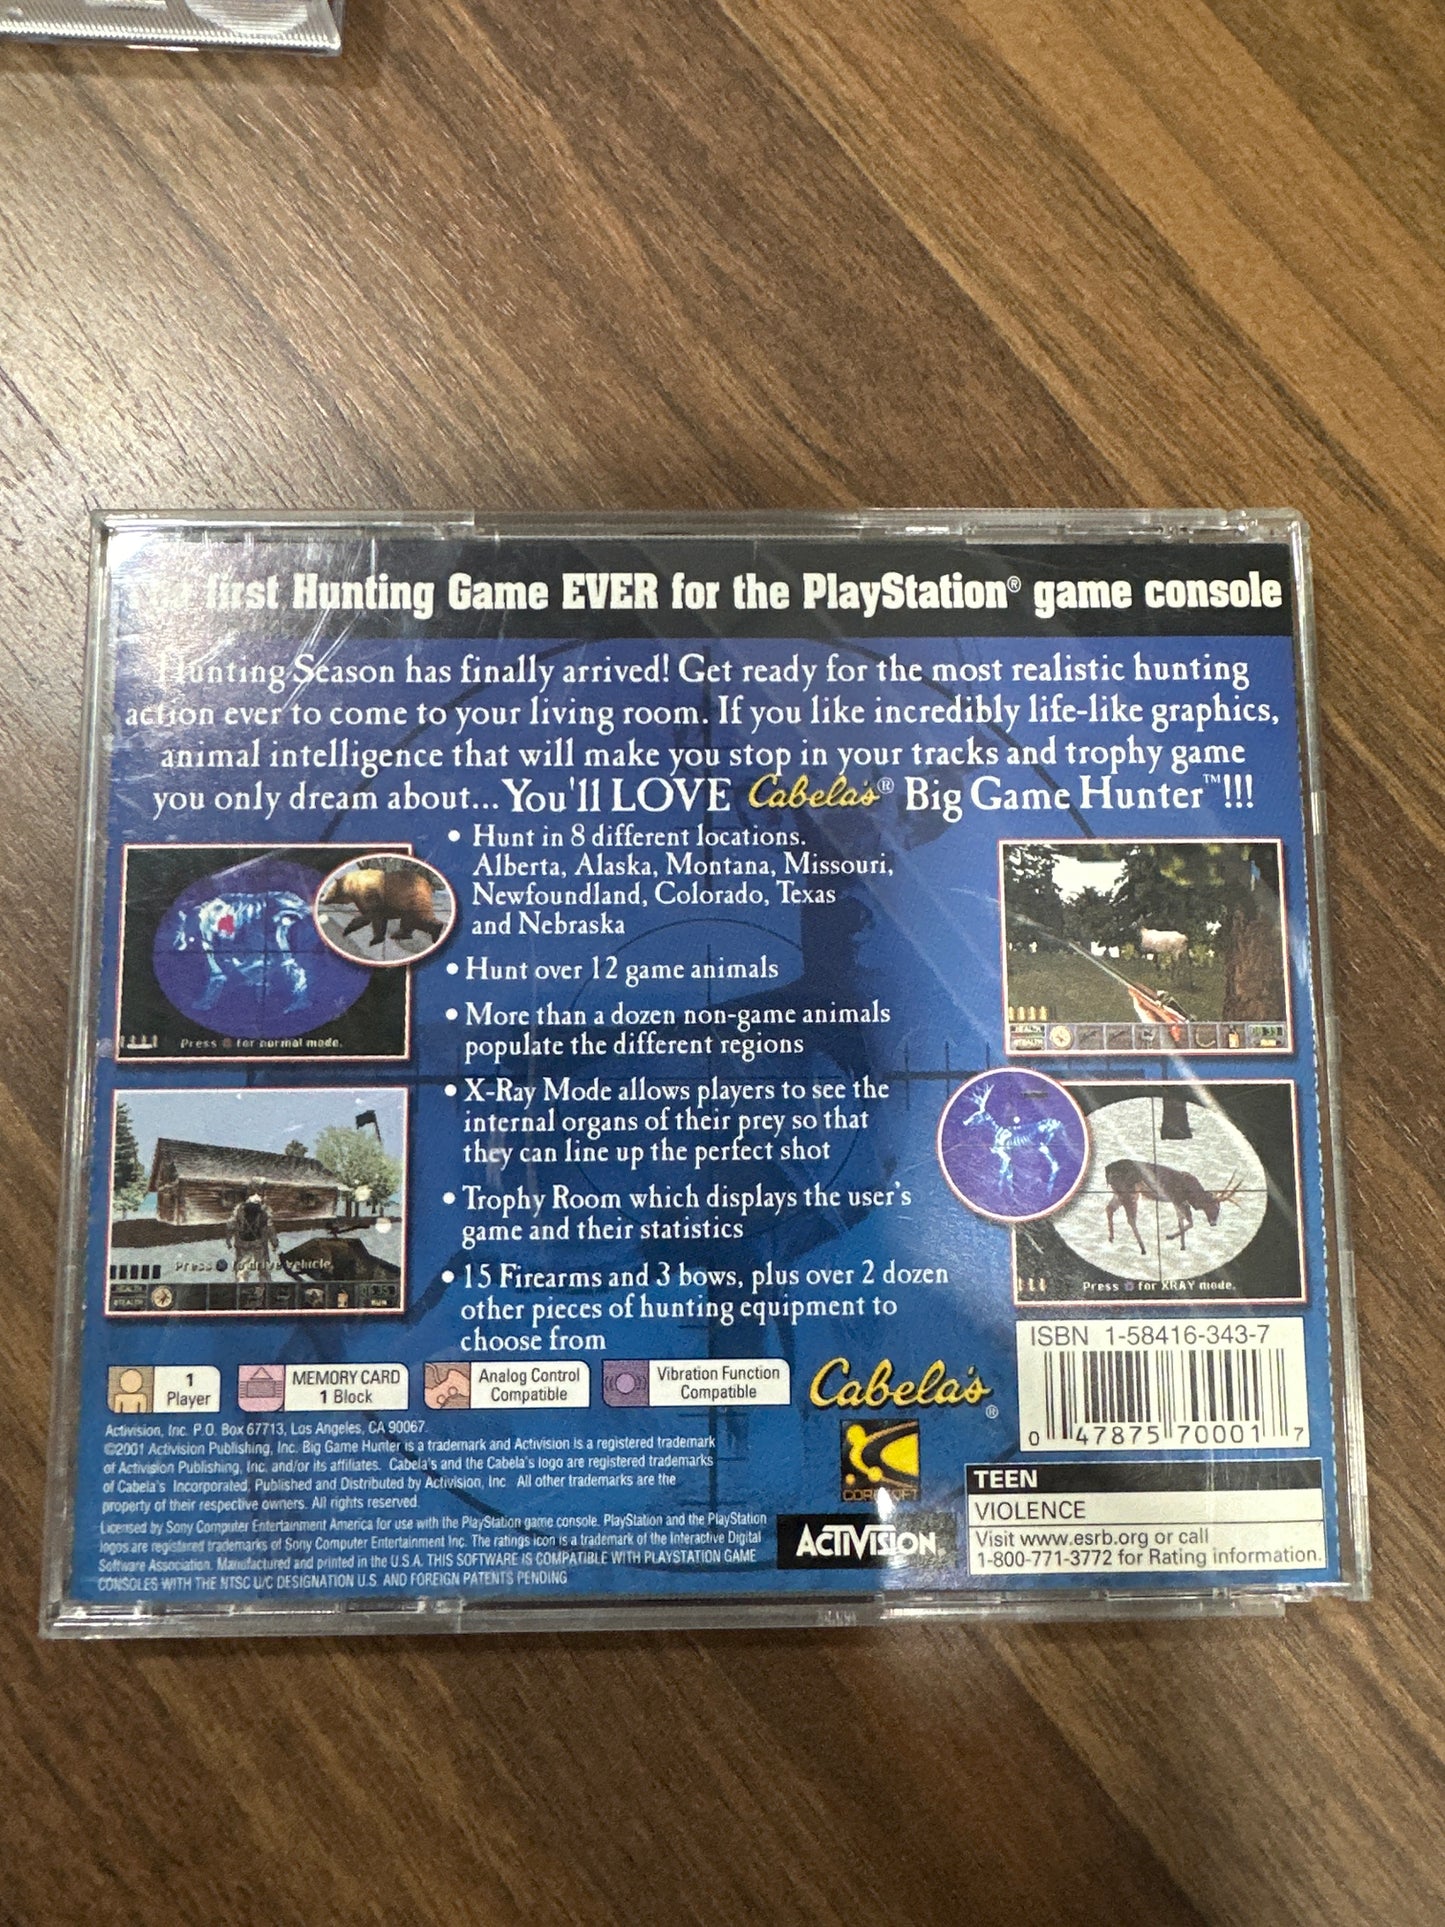 The first Hunting Game EVER for the PlayStation® game console
Hunting Season has finally arrived! Get ready for the most realistic hunting
action ever to come to your living room. If you like incredibly life-like graphics,
animal intelligence that will make you stop in your tracks and trophy game
you only dream about... You'll LOVE Cabela's® Big Game Hunter™!!!
• Hunt in 8 different locations.
Alberta, Alaska, Montana, Missouri,
Newfoundland, Colorado, Texas
and Nebraska
• Hunt over 12 game animals
• More than a dozen non-game animals
populate the different regions
• X-Ray Mode allows players to see the
internal organs of their prey so that
they can line up the perfect shot
• Trophy Room which displays the user's
game and their statistics
• 15 Firearms and 3 bows, plus over 2 dozen
other pieces of hunting equipment to
choose from
Press for normal mode.
Press to drive vehicle.
HEALTH
STEALTH
RUN
HEALTH
STEALTH
RUN
Press for XRAY mode.
1
Player
MEMORY CARD
1 Block
Analog Control
Compatible
Vibration Function
Compatible
Cabela's®
CORESOFT
ACTIVISION.
ISBN 1-58416-343-7
0 47875 70001 7
TEEN
VIOLENCE
Visit www.esrb.org or call
1-800-771-3772 for Rating information.
Activision, Inc. P.O. Box 67713, Los Angeles, CA 90067.
©2001 Activision Publishing, Inc. Big Game Hunter is a trademark and Activision is a registered trademark
of Activision Publishing, Inc. and/or its affiliates. Cabela's and the Cabela's logo are registered trademarks
of Cabela's Incorporated. Published and Distributed by Activision, Inc. All other trademarks are the
property of their respective owners. All rights reserved.
Licensed by Sony Computer Entertainment America for use with the PlayStation game console. PlayStation and the PlayStation
logos are registered trademarks of Sony Computer Entertainment Inc. The ratings icon is a trademark of the Interactive Digital
Software Association. Manufactured and printed in the U.S.A. THIS SOFTWARE IS COMPATIBLE WITH PLAYSTATION GAME
CONSOLES WITH THE NTSC U/C DESIGNATION U.S. AND FOREIGN PATENTS PENDING